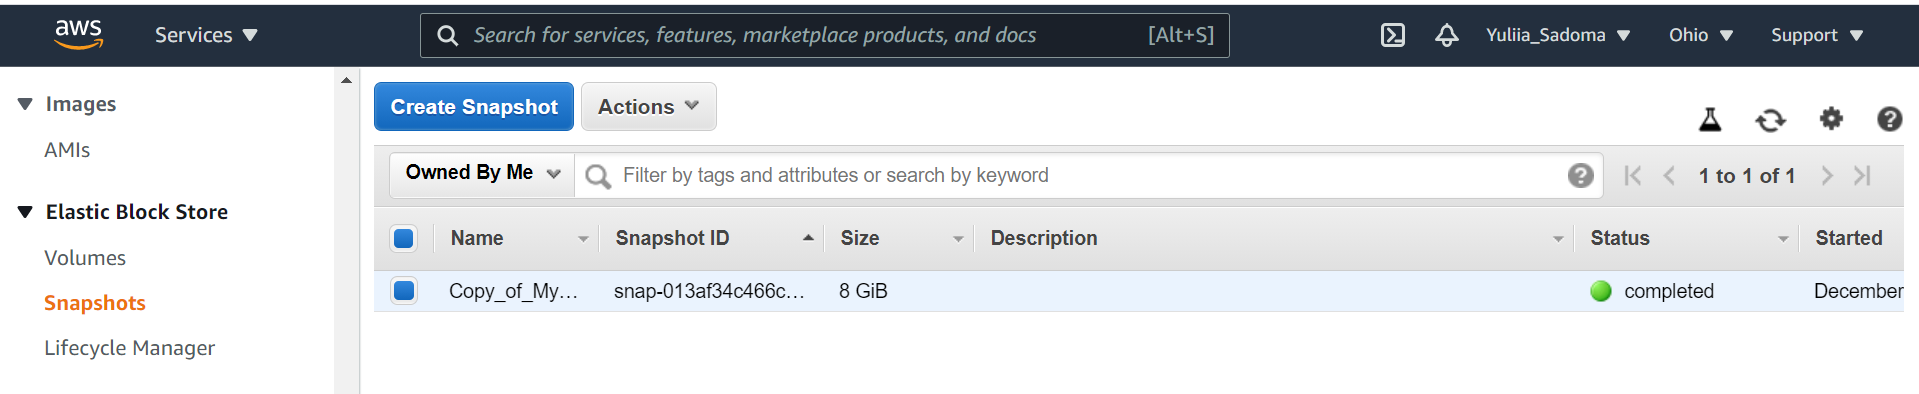 aws Services Search for services, features, marketplace products, and docs [Alt+S] Yuliia_Sadoma Ohio Support
Images
AMIs
Elastic Block Store
Volumes
Snapshots
Lifecycle Manager
Create Snapshot Actions
Owned By Me Filter by tags and attributes or search by keyword 1 to 1 of 1
Name Snapshot ID Size Description Status Started
Copy_of_My... snap-013af34c466c... 8 GiB completed December